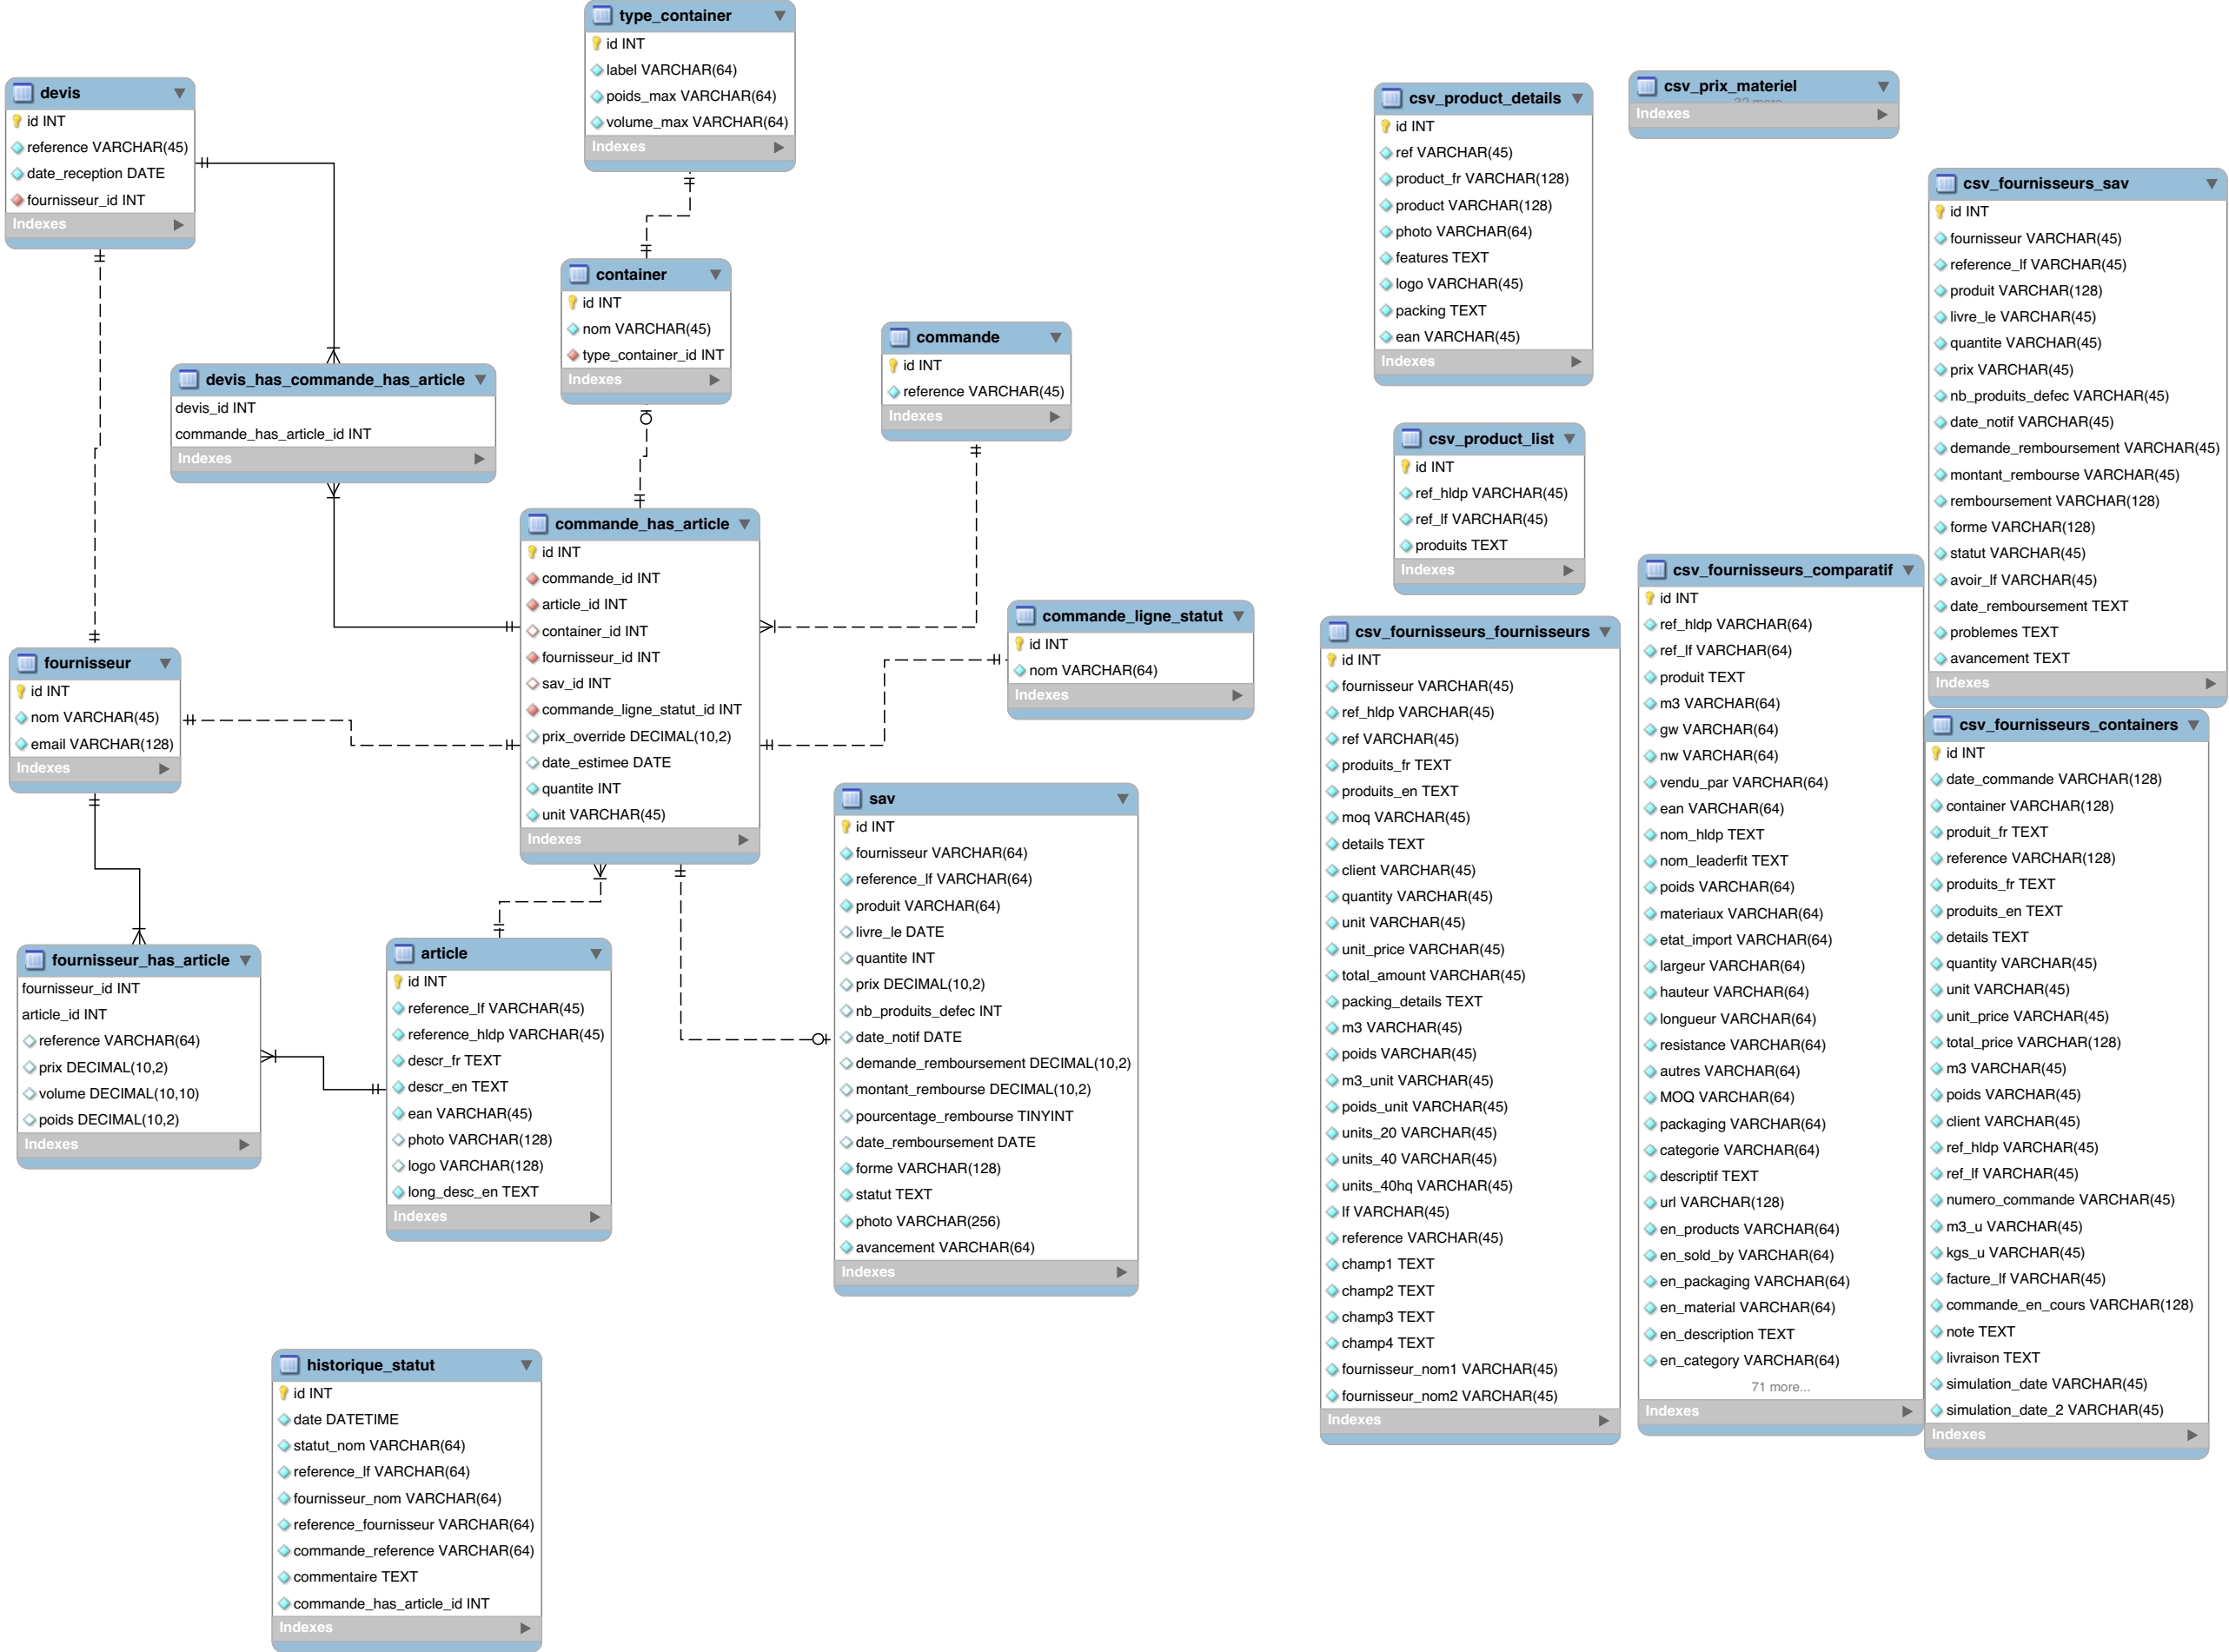 type_container
id INT
label VARCHAR(64)
poids_max VARCHAR(64)
volume_max VARCHAR(64)
Indexes
devis
id INT
reference VARCHAR(45)
date_reception DATE
fournisseur_id INT
Indexes
container
id INT
nom VARCHAR(45)
type_container_id INT
Indexes
commande
id INT
reference VARCHAR(45)
Indexes
devis_has_commande_has_article
devis_id INT
commande_has_article_id INT
Indexes
commande_has_article
id INT
commande_id INT
article_id INT
container_id INT
fournisseur_id INT
sav_id INT
commande_ligne_statut_id INT
prix_override DECIMAL(10,2)
date_estimee DATE
quantite INT
unit VARCHAR(45)
Indexes
commande_ligne_statut
id INT
nom VARCHAR(64)
Indexes
fournisseur
id INT
nom VARCHAR(45)
email VARCHAR(128)
Indexes
sav
id INT
fournisseur VARCHAR(64)
reference_lf VARCHAR(64)
produit VARCHAR(64)
livre_le DATE
quantite INT
prix DECIMAL(10,2)
nb_produits_defec INT
date_notif DATE
demande_remboursement DECIMAL(10,2)
montant_rembourse DECIMAL(10,2)
pourcentage_rembourse TINYINT
date_remboursement DATE
forme VARCHAR(128)
statut TEXT
photo VARCHAR(256)
avancement VARCHAR(64)
Indexes
fournisseur_has_article
fournisseur_id INT
article_id INT
reference VARCHAR(64)
prix DECIMAL(10,2)
volume DECIMAL(10,10)
poids DECIMAL(10,2)
Indexes
article
id INT
reference_lf VARCHAR(45)
reference_hldp VARCHAR(45)
descr_fr TEXT
descr_en TEXT
ean VARCHAR(45)
photo VARCHAR(128)
logo VARCHAR(128)
long_desc_en TEXT
Indexes
historique_statut
id INT
date DATETIME
statut_nom VARCHAR(64)
reference_lf VARCHAR(64)
fournisseur_nom VARCHAR(64)
reference_fournisseur VARCHAR(64)
commande_reference VARCHAR(64)
commentaire TEXT
commande_has_article_id INT
Indexes
csv_product_details
id INT
ref VARCHAR(45)
product_fr VARCHAR(128)
product VARCHAR(128)
photo VARCHAR(64)
features TEXT
logo VARCHAR(45)
packing TEXT
ean VARCHAR(45)
Indexes
csv_prix_materiel
Indexes
csv_product_list
id INT
ref_hldp VARCHAR(45)
ref_lf VARCHAR(45)
produits TEXT
Indexes
csv_fournisseurs_fournisseurs
id INT
fournisseur VARCHAR(45)
ref_hldp VARCHAR(45)
ref VARCHAR(45)
produits_fr TEXT
produits_en TEXT
moq VARCHAR(45)
details TEXT
client VARCHAR(45)
quantity VARCHAR(45)
unit VARCHAR(45)
unit_price VARCHAR(45)
total_amount VARCHAR(45)
packing_details TEXT
m3 VARCHAR(45)
poids VARCHAR(45)
m3_unit VARCHAR(45)
poids_unit VARCHAR(45)
units_20 VARCHAR(45)
units_40 VARCHAR(45)
units_40hq VARCHAR(45)
lf VARCHAR(45)
reference VARCHAR(45)
champ1 TEXT
champ2 TEXT
champ3 TEXT
champ4 TEXT
fournisseur_nom1 VARCHAR(45)
fournisseur_nom2 VARCHAR(45)
Indexes
csv_fournisseurs_comparatif
id INT
ref_hldp VARCHAR(64)
ref_lf VARCHAR(64)
produit TEXT
m3 VARCHAR(64)
gw VARCHAR(64)
nw VARCHAR(64)
vendu_par VARCHAR(64)
ean VARCHAR(64)
nom_hldp TEXT
nom_leaderfit TEXT
poids VARCHAR(64)
materiaux VARCHAR(64)
etat_import VARCHAR(64)
largeur VARCHAR(64)
hauteur VARCHAR(64)
longueur VARCHAR(64)
resistance VARCHAR(64)
autres VARCHAR(64)
MOQ VARCHAR(64)
packaging VARCHAR(64)
categorie VARCHAR(64)
descriptif TEXT
url VARCHAR(128)
en_products VARCHAR(64)
en_sold_by VARCHAR(64)
en_packaging VARCHAR(64)
en_material VARCHAR(64)
en_description TEXT
en_category VARCHAR(64)
71 more...
Indexes
csv_fournisseurs_sav
id INT
fournisseur VARCHAR(45)
reference_lf VARCHAR(45)
produit VARCHAR(128)
livre_le VARCHAR(45)
quantite VARCHAR(45)
prix VARCHAR(45)
nb_produits_defec VARCHAR(45)
date_notif VARCHAR(45)
demande_remboursement VARCHAR(45)
montant_rembourse VARCHAR(45)
remboursement VARCHAR(128)
forme VARCHAR(128)
statut VARCHAR(45)
avoir_lf VARCHAR(45)
date_remboursement TEXT
problemes TEXT
avancement TEXT
Indexes
csv_fournisseurs_containers
id INT
date_commande VARCHAR(128)
container VARCHAR(128)
produit_fr TEXT
reference VARCHAR(128)
produits_fr TEXT
produits_en TEXT
details TEXT
quantity VARCHAR(45)
unit VARCHAR(45)
unit_price VARCHAR(45)
total_price VARCHAR(128)
m3 VARCHAR(45)
poids VARCHAR(45)
client VARCHAR(45)
ref_hldp VARCHAR(45)
ref_lf VARCHAR(45)
numero_commande VARCHAR(45)
m3_u VARCHAR(45)
kgs_u VARCHAR(45)
facture_lf VARCHAR(45)
commande_en_cours VARCHAR(128)
note TEXT
livraison TEXT
simulation_date VARCHAR(45)
simulation_date_2 VARCHAR(45)
Indexes